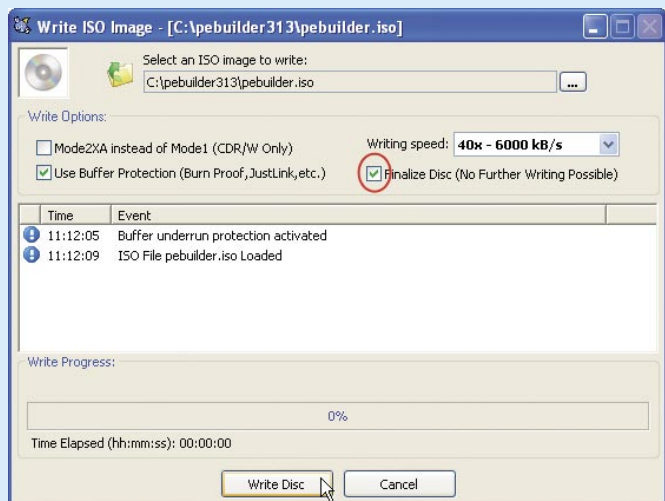 Write ISO Image - [C:\pebuilder313\pebuilder.iso]
Select an ISO image to write:
C:\pebuilder313\pebuilder.iso
...
Write Options:
Mode2XA instead of Mode1 (CDR/W Only)
Writing speed: 40x - 6000 kB/s
Use Buffer Protection (Burn Proof,JustLink,etc.)
Finalize Disc (No Further Writing Possible)
Time Event
11:12:05 Buffer underrun protection activated
11:12:09 ISO File pebuilder.iso Loaded
Write Progress:
0%
Time Elapsed (hh:mm:ss): 00:00:00
Write Disc Cancel